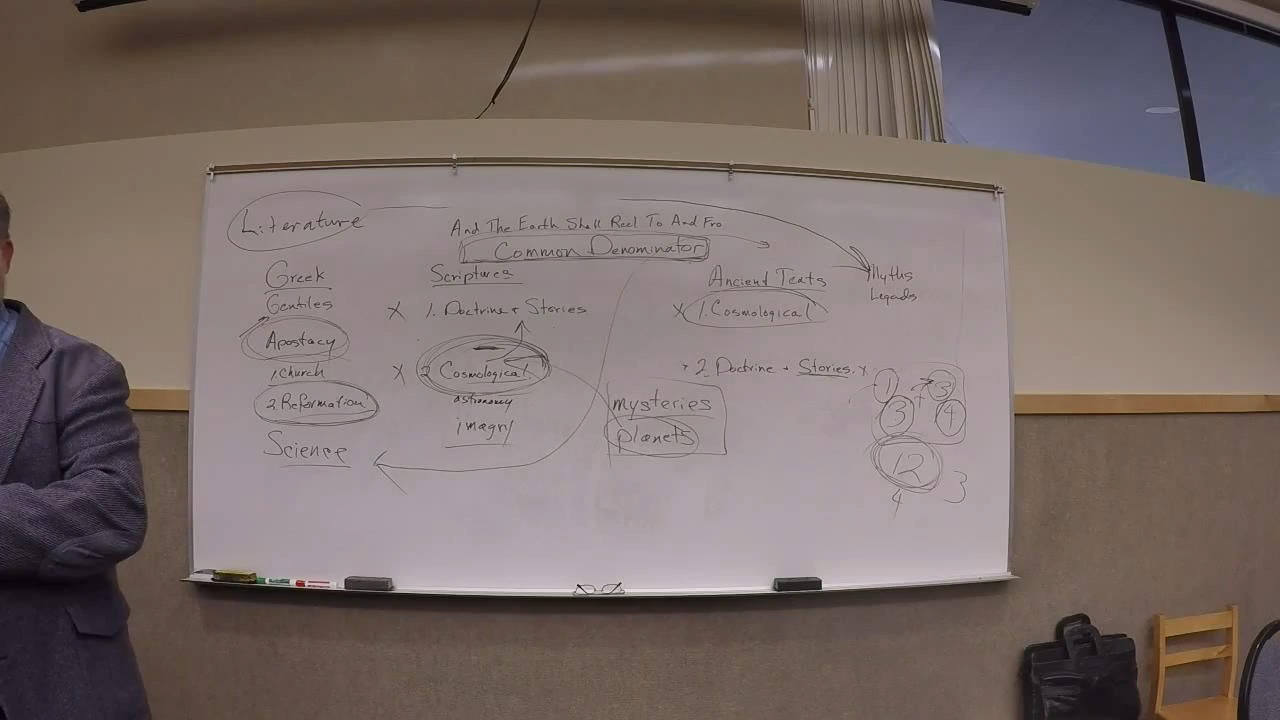 Literature
And The Earth Shall Reel To And Fro
Common Denominator
Greek
Gentiles
Apostacy
1. Church
2. Reformation
Science
Scriptures
X 1. Doctrine + Stories
X 2 Cosmological
astronomy
imagry
mysteries
planets
Ancient Texts
X 1. Cosmological
2. Doctrine + Stories. x
Myths
Legends
1 3
3 4
12
4 3